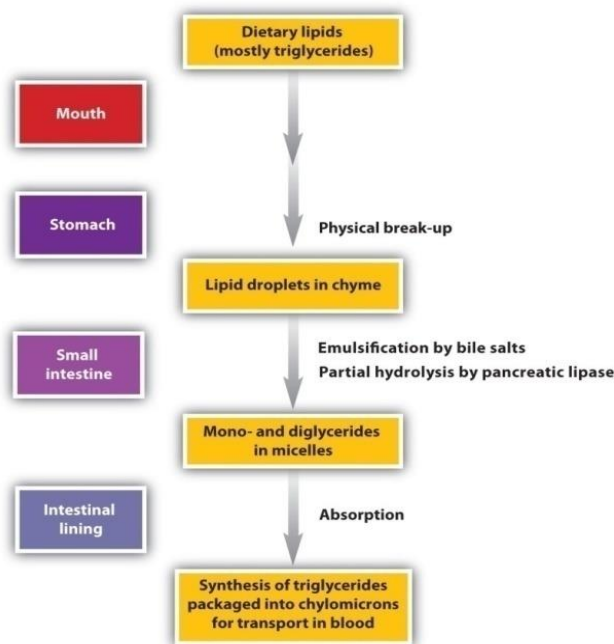 Dietary lipids
(mostly triglycerides)
Mouth
Stomach
Physical break-up
Lipid droplets in chyme
Small
intestine
Emulsification by bile salts
Partial hydrolysis by pancreatic lipase
Mono- and diglycerides
in micelles
Intestinal
lining
Absorption
Synthesis of triglycerides
packaged into chylomicrons
for transport in blood